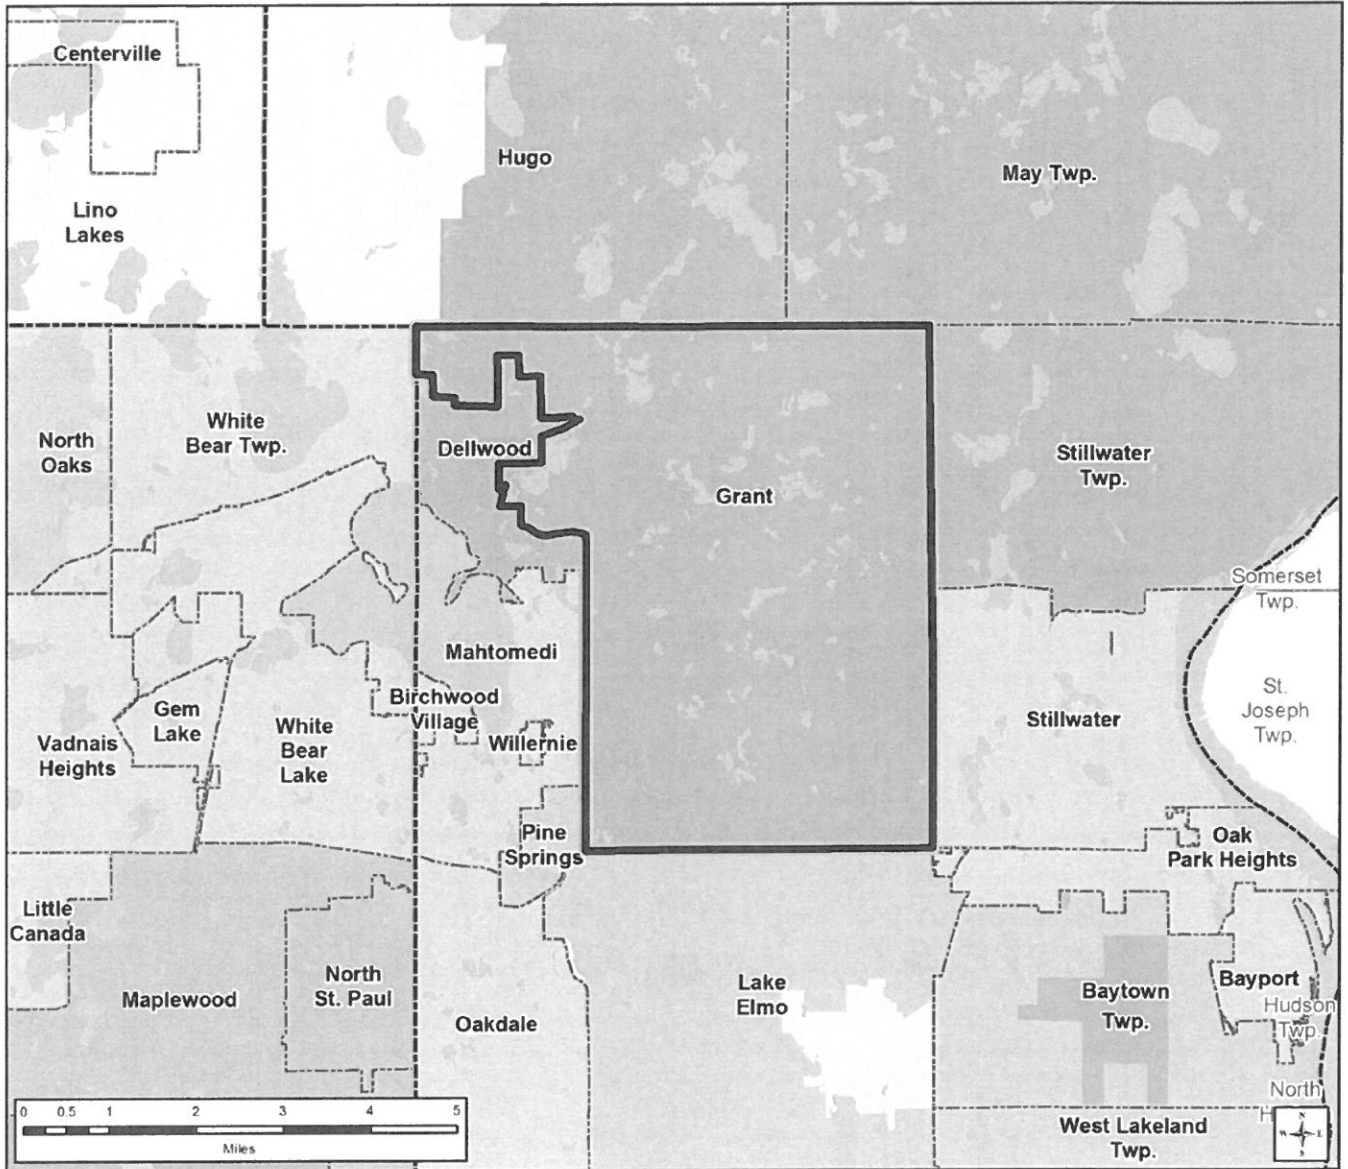 Centerville
Hugo
May Twp.
Lino
Lakes
White
Bear Twp.
North
Oaks
Dellwood
Grant
Stillwater
Twp.
Somerset
Twp.
Mahtomedi
St.
Joseph
Twp.
Birchwood
Village
Gem
Lake
White
Bear
Lake
Stillwater
Vadnais
Heights
Willernie
Pine
Springs
Oak
Park Heights
Little
Canada
Maplewood
North
St. Paul
Oakdale
Lake
Elmo
Baytown
Twp.
Bayport
Hudson
Twp.
North
H
West Lakeland
Twp.
0 0.5 1 2 3 4 5
Miles
N
W E
S